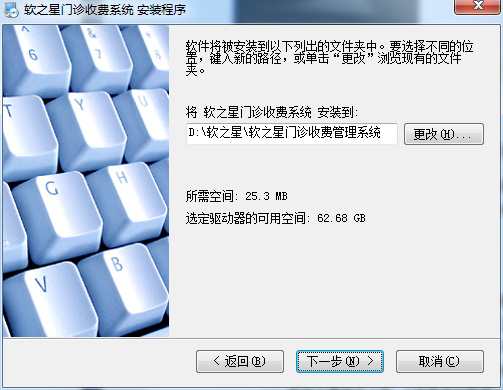 软之星门诊收费系统 安装程序
软件将被安装到以下列出的文件夹中。要选择不同的位
置，键入新的路径，或单击“更改”浏览现有的文件
夹。
将 软之星门诊收费系统 安装到:
D:\软之星\软之星门诊收费管理系统
更改(H)...
所需空间: 25.3 MB
选定驱动器的可用空间: 62.68 GB
^
6
&
7
T
Y
U
G
H
V
B
< 返回(B)
下一步(N) >
取消(C)